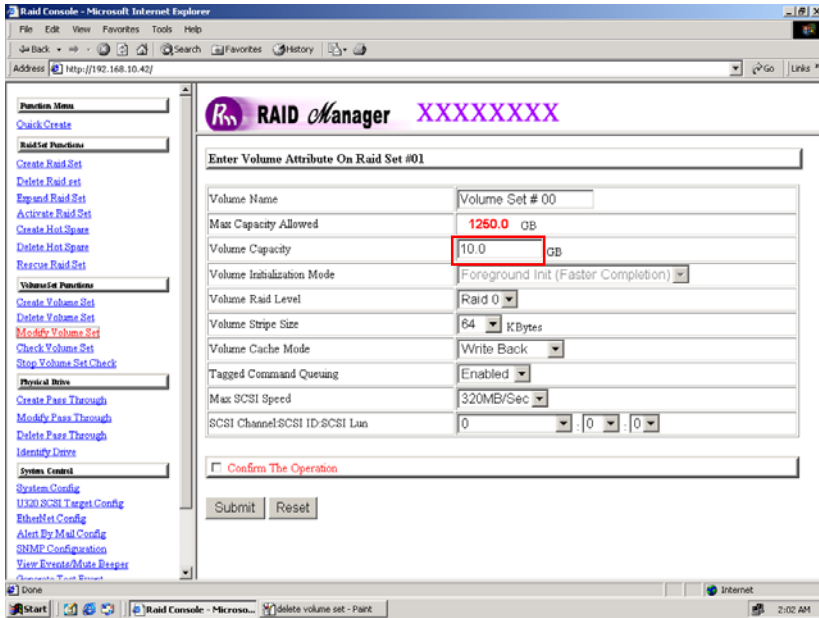 Raid Console - Microsoft Internet Explorer
File Edit View Favorites Tools Help
Back Search Favorites History
Address http://192.168.10.42/ Go Links »
Function Menu
Quick Create
RaidSet Functions
Create Raid Set
Delete Raid set
Expand Raid Set
Activate Raid Set
Create Hot Spare
Delete Hot Spare
Rescue Raid Set
VolumeSet Functions
Create Volume Set
Delete Volume Set
Modify Volume Set
Check Volume Set
Stop Volume Set Check
Physical Drive
Create Pass Through
Modify Pass Through
Delete Pass Through
Identify Drive
System Control
System Config
U320 SCSI Target Config
EtherNet Config
Alert By Mail Config
SNMP Configuration
View Events/Mute Beeper
Generate Test Event
Rm RAID Manager XXXXXXXX
Enter Volume Attribute On Raid Set #01
Volume Name Volume Set # 00
Max Capacity Allowed 1250.0 GB
Volume Capacity 10.0 GB
Volume Initialization Mode Foreground Init (Faster Completion)
Volume Raid Level Raid 0
Volume Stripe Size 64 KBytes
Volume Cache Mode Write Back
Tagged Command Queuing Enabled
Max SCSI Speed 320MB/Sec
SCSI Channel:SCSI ID:SCSI Lun 0 : 0 : 0
Confirm The Operation
Submit Reset
Done Internet
Start Raid Console - Microso... delete volume set - Paint 2:02 AM